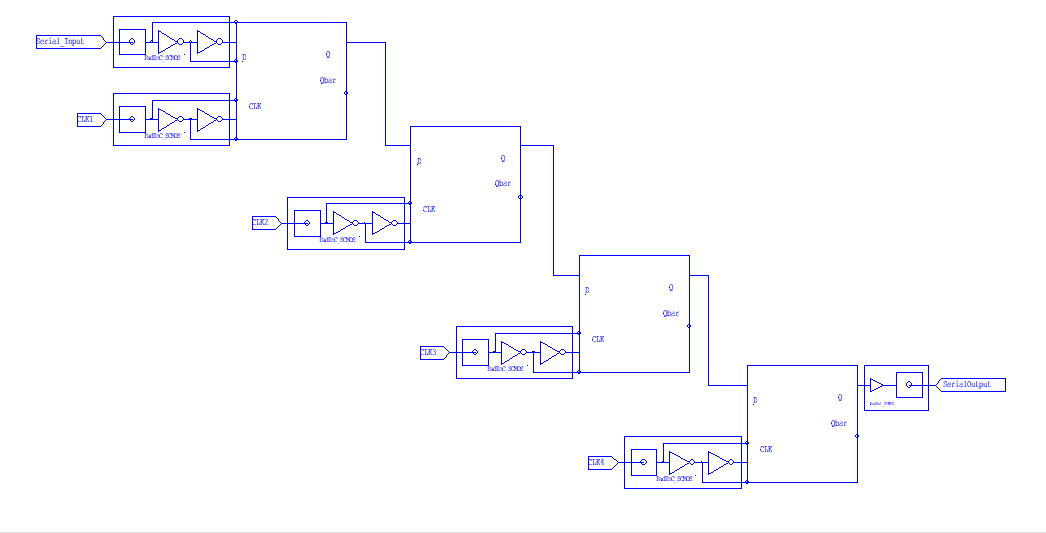 Serial_Input
PadInC_SCMOS
D
Q
Qbar
CLK
CLK1
PadInC_SCMOS
D
Q
Qbar
CLK
CLK2
PadInC_SCMOS
D
Q
Qbar
CLK
CLK3
PadInC_SCMOS
D
Q
Qbar
SerialOutput
CLK
CLK4
PadInC_SCMOS